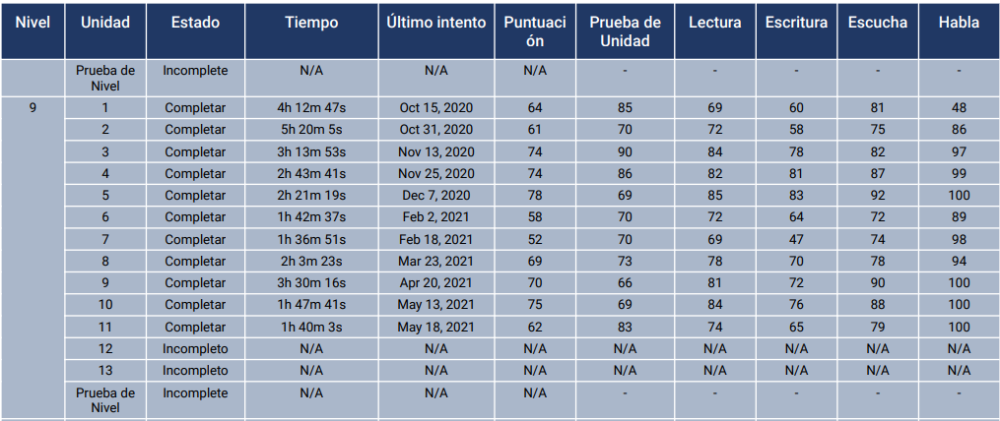 Nivel Unidad Estado Tiempo Último intento Puntuaci ón Prueba de Unidad Lectura Escritura Escucha Habla
Prueba de Nivel Incomplete N/A N/A N/A - - - - -
9 1 Completar 4h 12m 47s Oct 15, 2020 64 85 69 60 81 48
2 Completar 5h 20m 5s Oct 31, 2020 61 70 72 58 75 86
3 Completar 3h 13m 53s Nov 13, 2020 74 90 84 78 82 97
4 Completar 2h 43m 41s Nov 25, 2020 74 86 82 81 87 99
5 Completar 2h 21m 19s Dec 7, 2020 78 69 85 83 92 100
6 Completar 1h 42m 37s Feb 2, 2021 58 70 72 64 72 89
7 Completar 1h 36m 51s Feb 18, 2021 52 70 69 47 74 98
8 Completar 2h 3m 23s Mar 23, 2021 69 73 78 70 78 94
9 Completar 3h 30m 16s Apr 20, 2021 70 66 81 72 90 100
10 Completar 1h 47m 41s May 13, 2021 75 69 84 76 88 100
11 Completar 1h 40m 3s May 18, 2021 62 83 74 65 79 100
12 Incompleto N/A N/A N/A N/A N/A N/A N/A N/A
13 Incompleto N/A N/A N/A N/A N/A N/A N/A N/A
Prueba de Nivel Incomplete N/A N/A N/A - - - - -